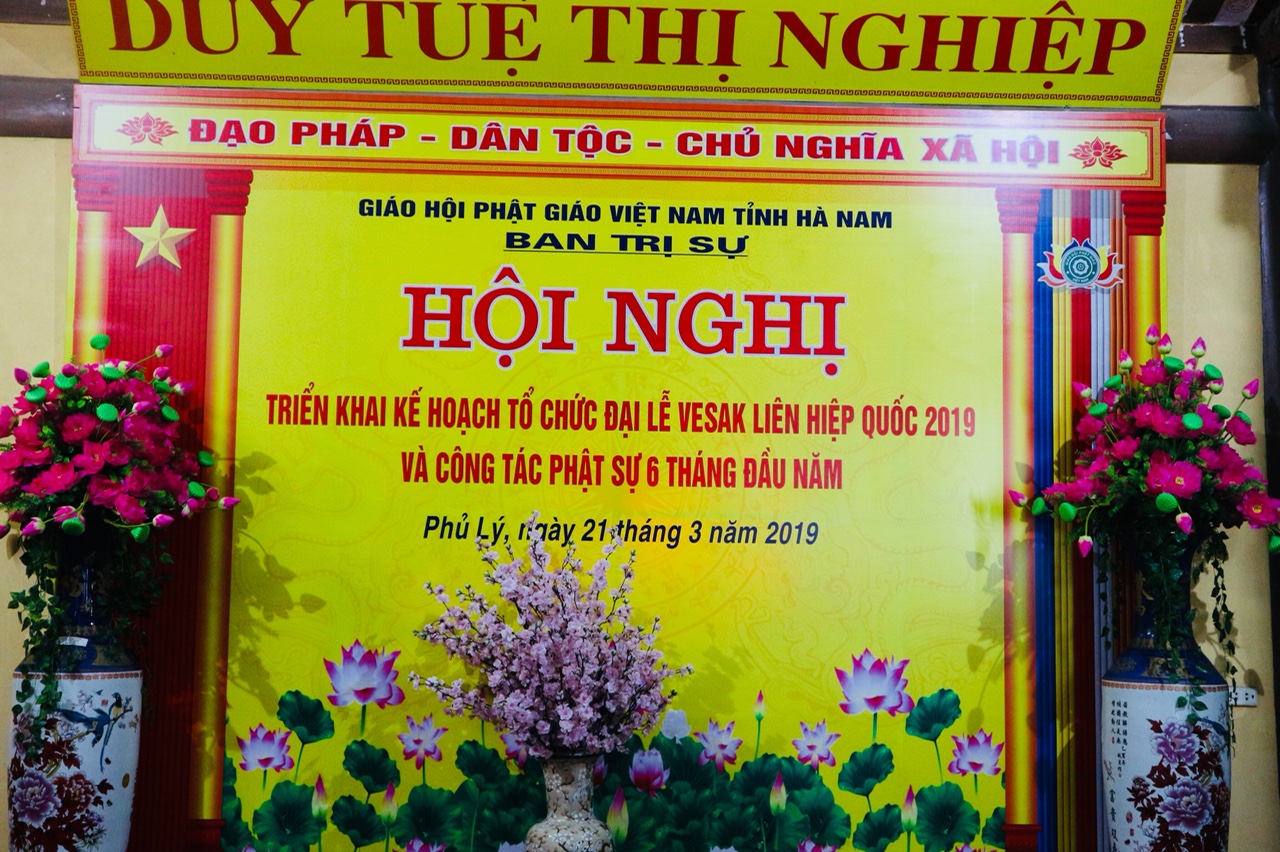 DUY TUỆ THỊ NGHIỆP
ĐẠO PHÁP - DÂN TỘC - CHỦ NGHĨA XÃ HỘI
GIÁO HỘI PHẬT GIÁO VIỆT NAM TỈNH HÀ NAM
BAN TRỊ SỰ
HỘI NGHỊ
TRIỂN KHAI KẾ HOẠCH TỔ CHỨC ĐẠI LỄ VESAK LIÊN HIỆP QUỐC 2019
VÀ CÔNG TÁC PHẬT SỰ 6 THÁNG ĐẦU NĂM
Phủ Lý, ngày 21 tháng 3 năm 2019